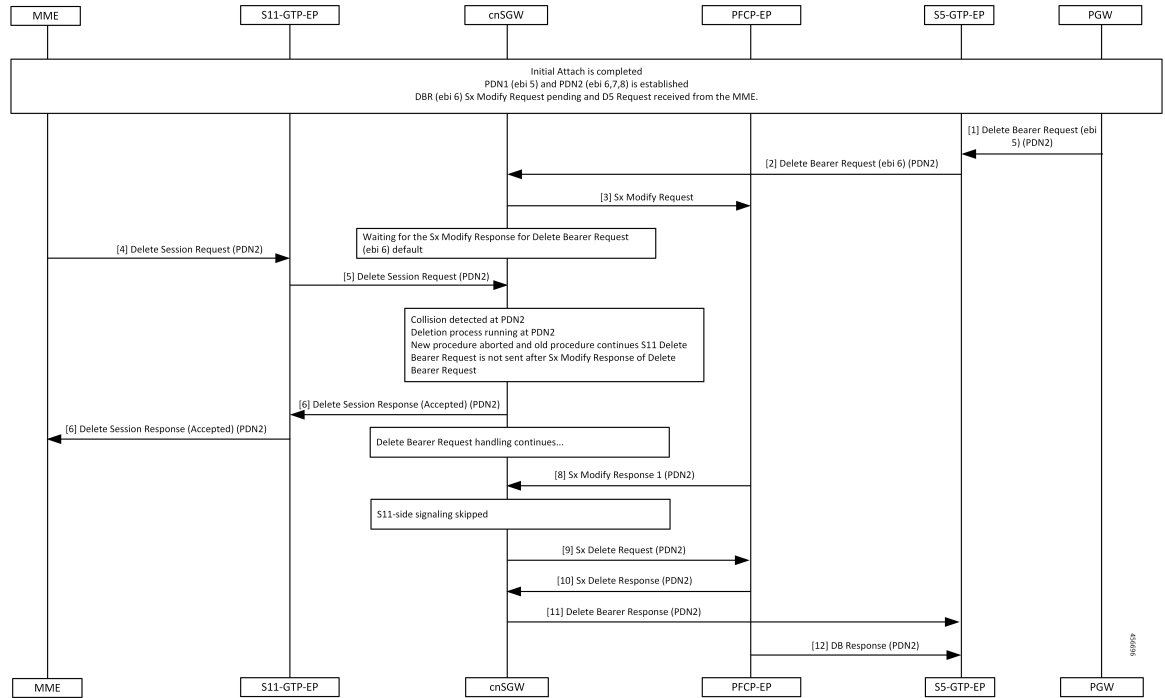 MME
S11-GTP-EP
cnSGW
PFCP-EP
S5-GTP-EP
PGW
Initial Attach is completed
PDN1 (ebi 5) and PDN2 (ebi 6,7,8) is established
DBR (ebi 6) Sx Modify Request pending and D5 Request received from the MME.
[1] Delete Bearer Request (ebi
5) (PDN2)
[2] Delete Bearer Request (ebi 6) (PDN2)
[3] Sx Modify Request
Waiting for the Sx Modify Response for Delete Bearer Request
(ebi 6) default
[4] Delete Session Request (PDN2)
[5] Delete Session Request (PDN2)
Collision detected at PDN2
Deletion process running at PDN2
New procedure aborted and old procedure continues S11 Delete
Bearer Request is not sent after Sx Modify Response of Delete
Bearer Request
[6] Delete Session Response (Accepted) (PDN2)
[6] Delete Session Response (Accepted) (PDN2)
Delete Bearer Request handling continues...
[8] Sx Modify Response 1 (PDN2)
S11-side signaling skipped
[9] Sx Delete Request (PDN2)
[10] Sx Delete Response (PDN2)
[11] Delete Bearer Response (PDN2)
[12] DB Response (PDN2)
456696
MME
S11-GTP-EP
cnSGW
PFCP-EP
S5-GTP-EP
PGW